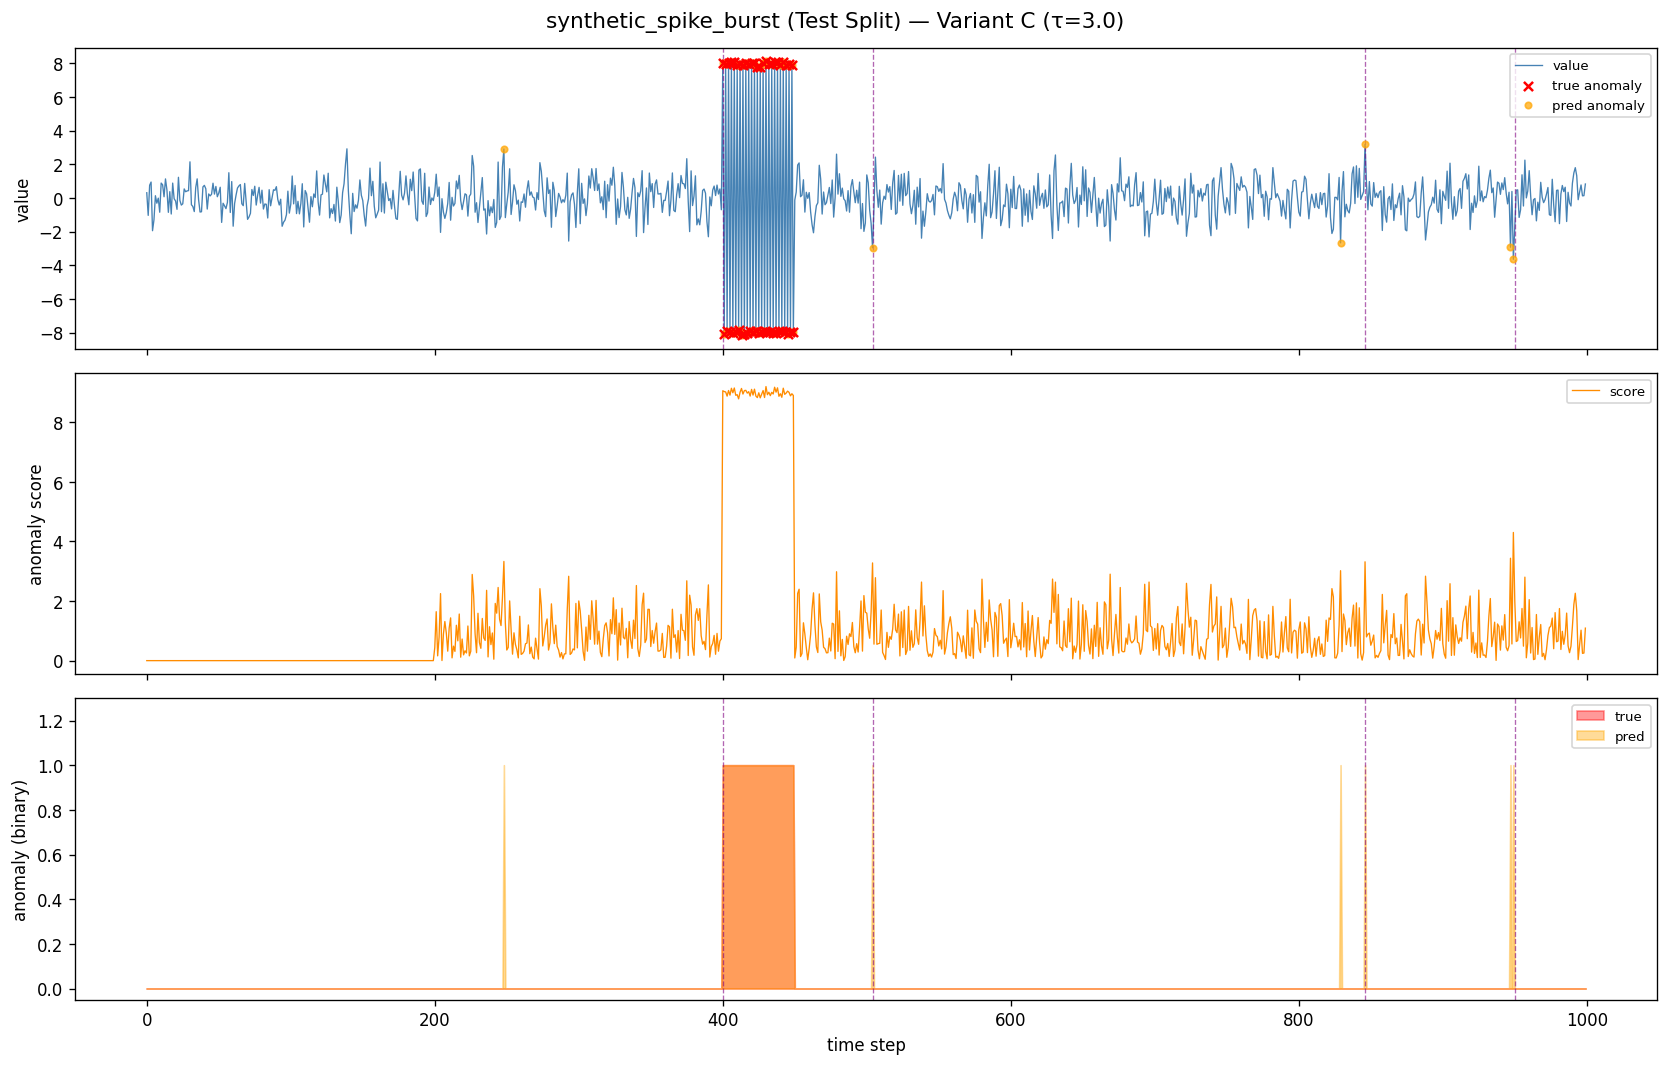 synthetic_spike_burst (Test Split) — Variant C (τ=3.0)
value
8
6
4
2
0
−2
−4
−6
−8
value
true anomaly
pred anomaly
anomaly score
8
6
4
2
0
score
anomaly (binary)
1.2
1.0
0.8
0.6
0.4
0.2
0.0
true
pred
0 200 400 600 800 1000
time step